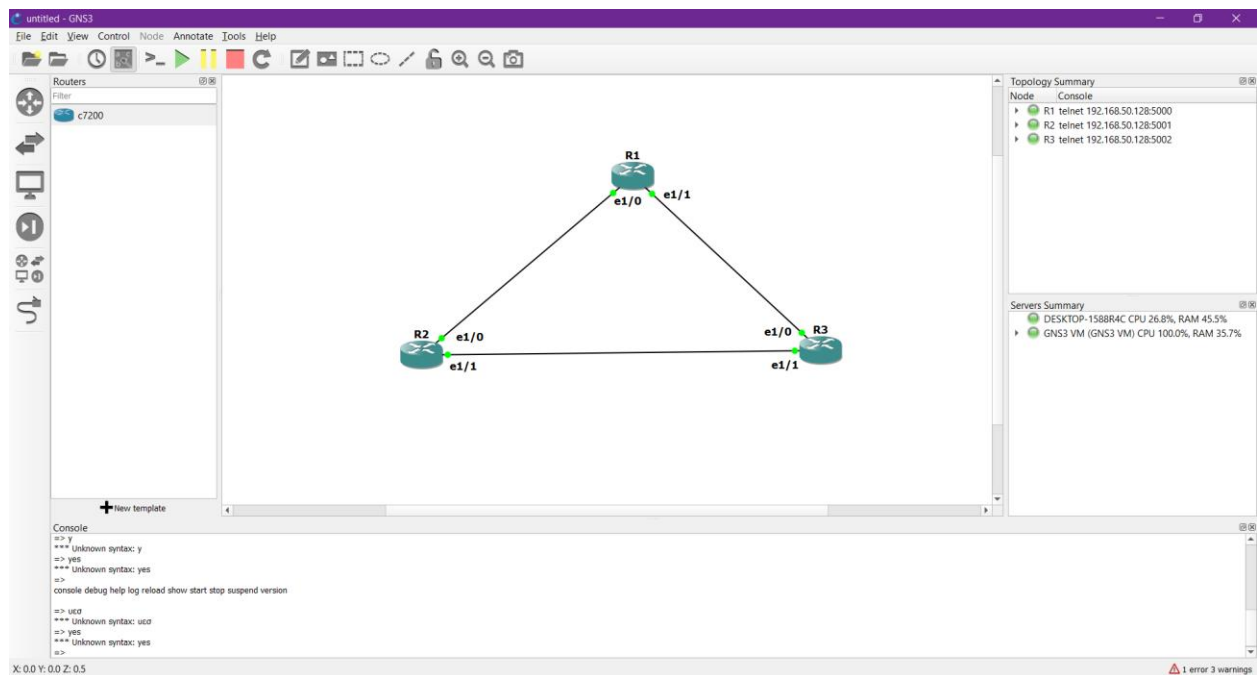 untitled - GNS3
File Edit View Control Node Annotate Tools Help
Routers
Filter
c7200
New template
R1
e1/0
e1/1
R2
e1/0
e1/1
e1/0
R3
e1/1
Topology Summary
Node Console
R1 telnet 192.168.50.128:5000
R2 telnet 192.168.50.128:5001
R3 telnet 192.168.50.128:5002
Servers Summary
DESKTOP-1588R4C CPU 26.8%, RAM 45.5%
GNS3 VM (GNS3 VM) CPU 100.0%, RAM 35.7%
Console
=> y
*** Unknown syntax: y
=> yes
*** Unknown syntax: yes
=>
console debug help log reload show start stop suspend version
=> υεσ
*** Unknown syntax: υεσ
=> yes
*** Unknown syntax: yes
=>
X: 0.0 Y: 0.0 Z: 0.5
1 error 3 warnings